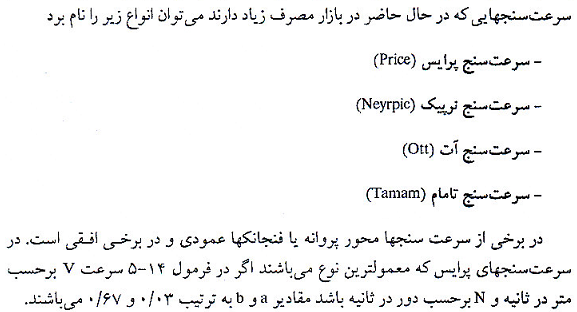 سرعت‌سنجهایی که در حال حاضر در بازار مصرف زیاد دارند می‌توان انواع زیر را نام برد
- سرعت‌سنج پرایس (Price)
- سرعت‌سنج نرپیک (Neyrpic)
- سرعت‌سنج آت (Ott)
- سرعت‌سنج تامام (Tamam)
در برخی از سرعت سنجها محور پروانه یا فنجانکها عمودی و در برخی افقی است. در
سرعت‌سنجهای پرایس که معمولترین نوع می‌باشند اگر در فرمول ۱۴-۵ سرعت V برحسب
متر در ثانیه و N برحسب دور در ثانیه باشد مقادیر a و b به ترتیب ۰/۰۳ و ۰/۶۷ می‌باشند.